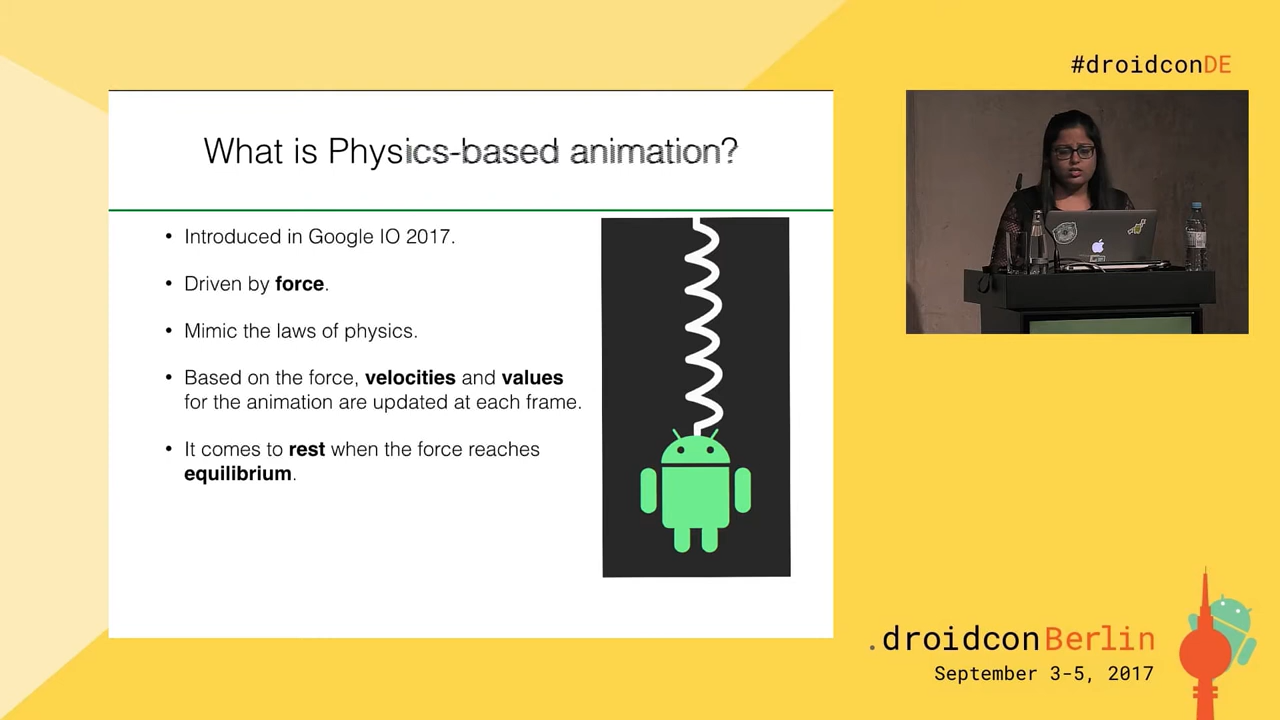 #droidconDE
What is Physics-based animation?
• Introduced in Google IO 2017.
• Driven by force.
• Mimic the laws of physics.
• Based on the force, velocities and values
for the animation are updated at each frame.
• It comes to rest when the force reaches
equilibrium.
.droidconBerlin
September 3-5, 2017